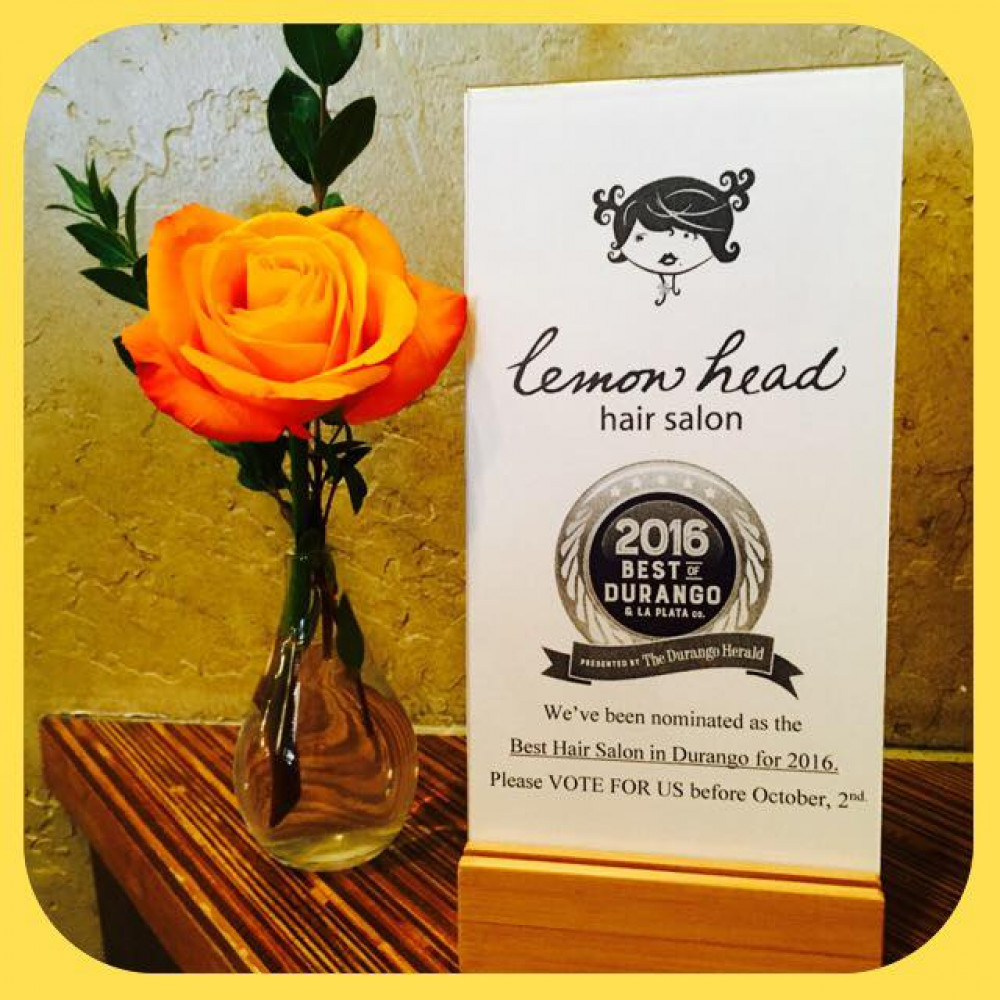 lemon head
hair salon
2016
BEST OF
DURANGO
& LA PLATA CO.
PRESENTED BY The Durango Herald
We've been nominated as the
Best Hair Salon in Durango for 2016.
Please VOTE FOR US before October, 2nd.